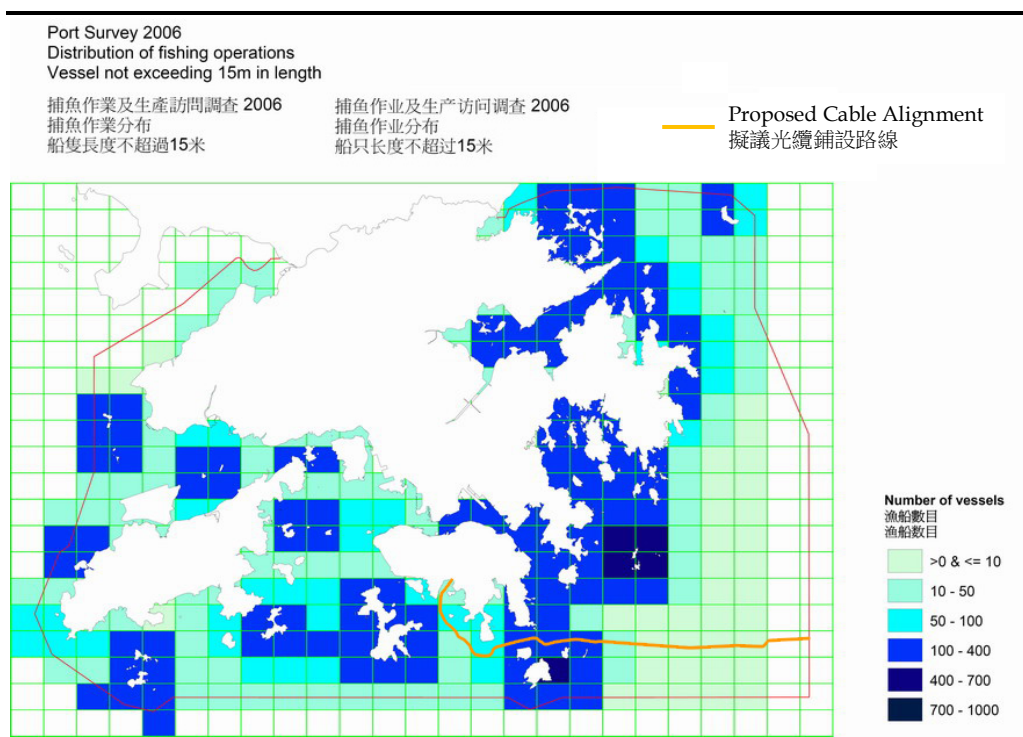 Port Survey 2006
Distribution of fishing operations
Vessel not exceeding 15m in length
捕魚作業及生產訪問調查 2006
捕魚作業分布
船隻長度不超過15米
捕鱼作业及生产访问调查 2006
捕鱼作业分布
船只长度不超过15米
Proposed Cable Alignment
擬議光纜鋪設路線
Number of vessels
漁船數目
漁船數目
>0 & <= 10
10 - 50
50 - 100
100 - 400
400 - 700
700 - 1000